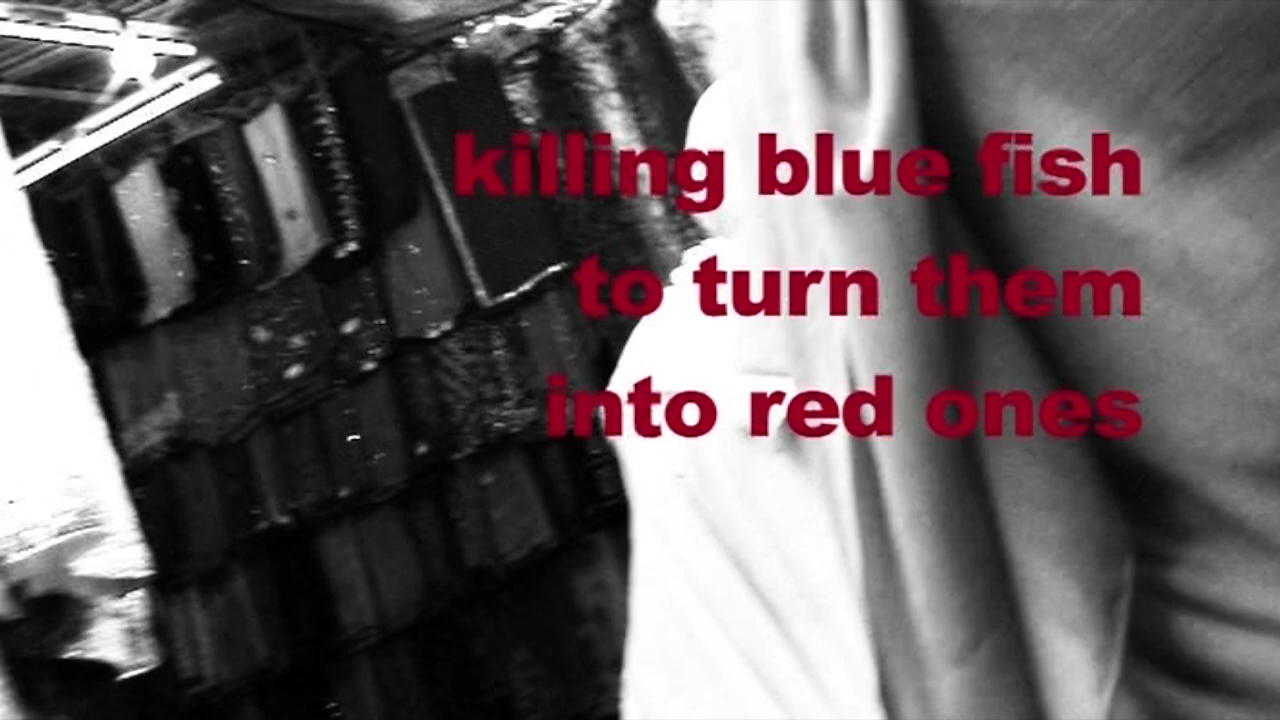 killing blue fish
to turn them
into red ones